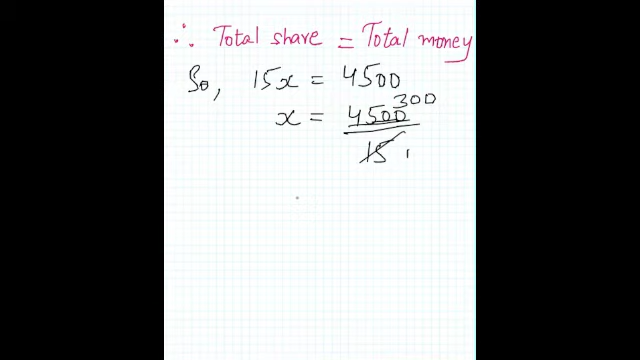 ∴ Total share = Total money
So, 15x = 4500
300
x = 4500
15 1